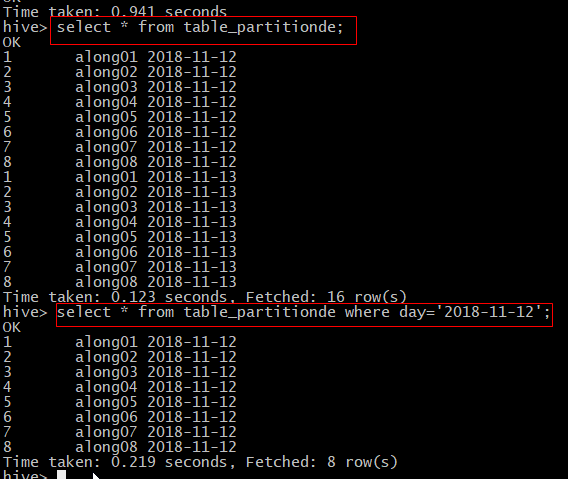 Time taken: 0.941 seconds
hive> select * from table_partitionde;
OK
1       along01 2018-11-12
2       along02 2018-11-12
3       along03 2018-11-12
4       along04 2018-11-12
5       along05 2018-11-12
6       along06 2018-11-12
7       along07 2018-11-12
8       along08 2018-11-12
1       along01 2018-11-13
2       along02 2018-11-13
3       along03 2018-11-13
4       along04 2018-11-13
5       along05 2018-11-13
6       along06 2018-11-13
7       along07 2018-11-13
8       along08 2018-11-13
Time taken: 0.123 seconds, Fetched: 16 row(s)
hive> select * from table_partitionde where day='2018-11-12';
OK
1       along01 2018-11-12
2       along02 2018-11-12
3       along03 2018-11-12
4       along04 2018-11-12
5       along05 2018-11-12
6       along06 2018-11-12
7       along07 2018-11-12
8       along08 2018-11-12
Time taken: 0.219 seconds, Fetched: 8 row(s)
hive>